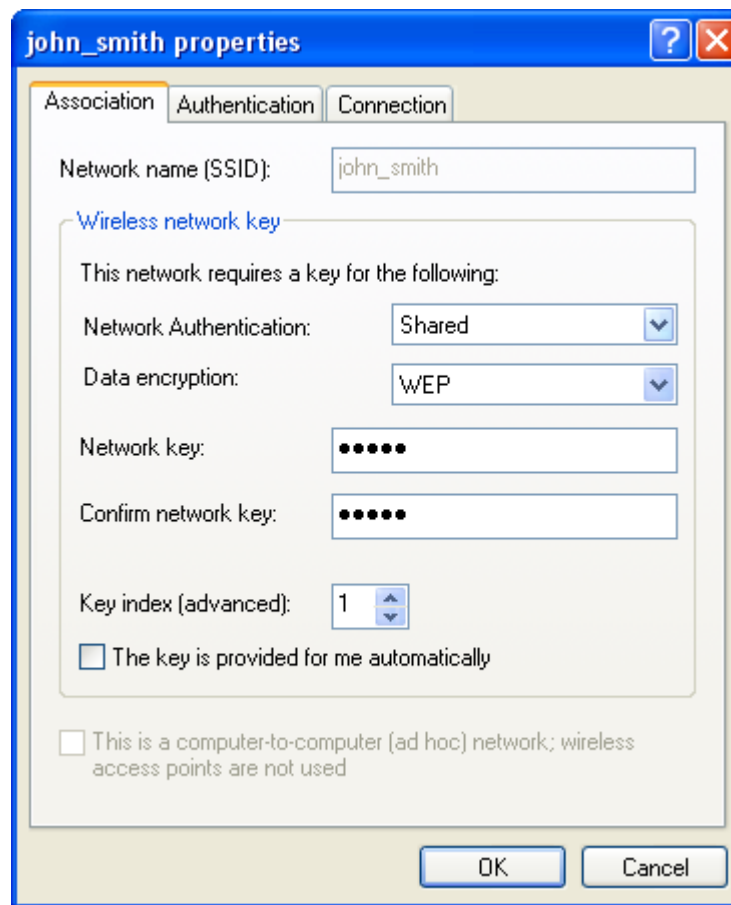 john_smith properties
Association Authentication Connection
Network name (SSID): john_smith
Wireless network key
This network requires a key for the following:
Network Authentication: Shared
Data encryption: WEP
Network key: •••••
Confirm network key: •••••
Key index (advanced): 1
The key is provided for me automatically
This is a computer-to-computer (ad hoc) network; wireless
access points are not used
OK Cancel